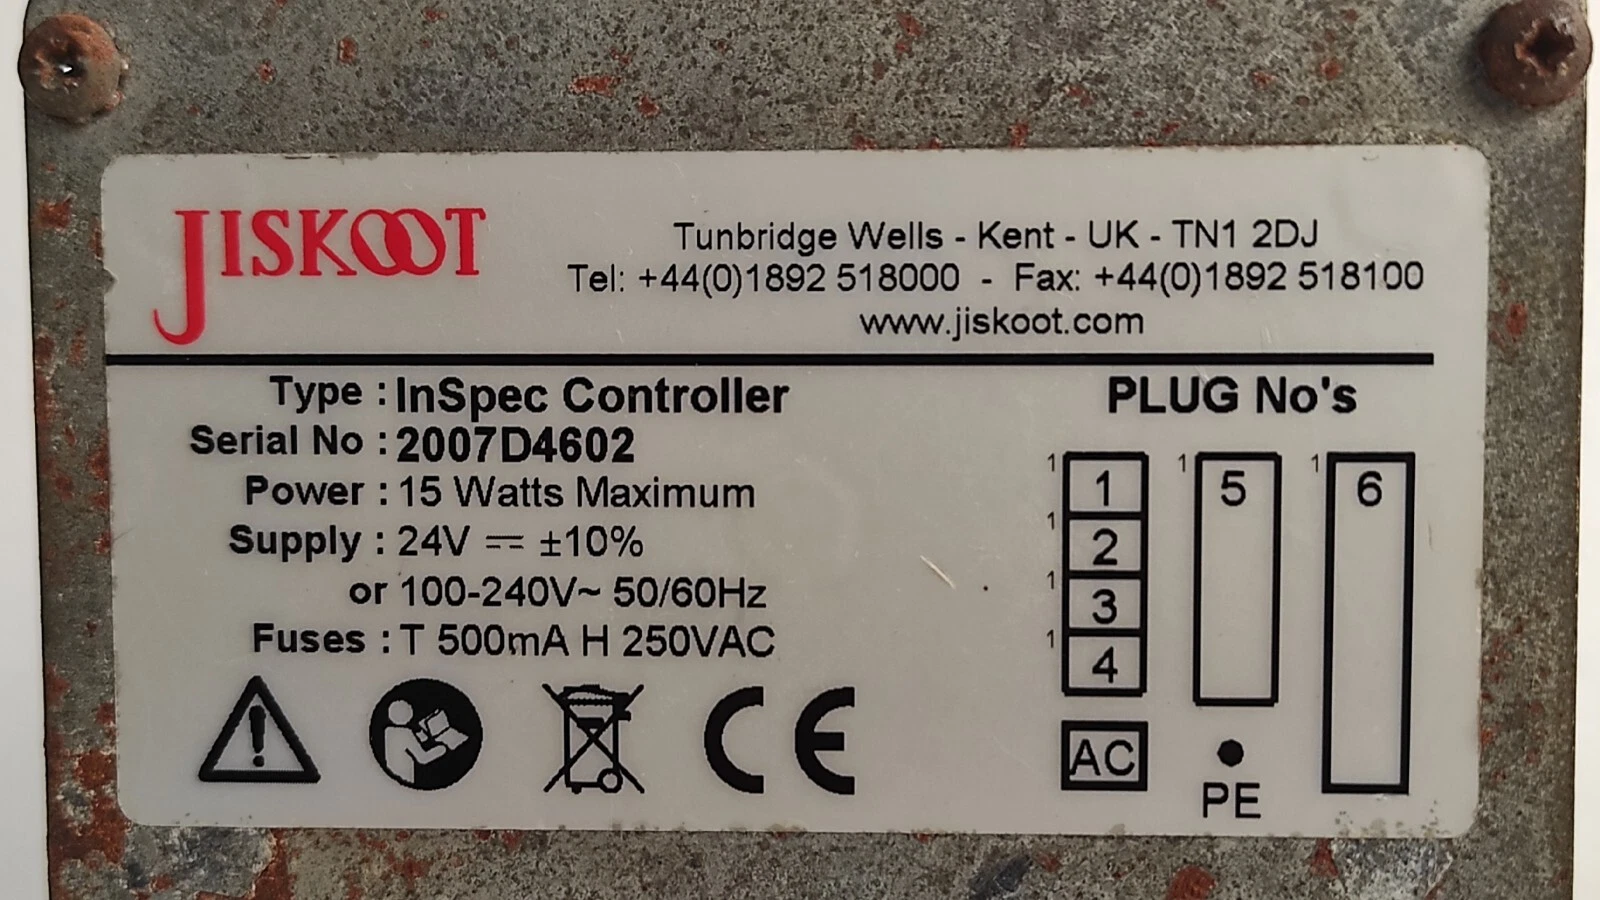 JISKOOT
Tunbridge Wells - Kent - UK - TN1 2DJ
Tel: +44(0)1892 518000 - Fax: +44(0)1892 518100
www.jiskoot.com
Type : InSpec Controller
Serial No : 2007D4602
Power : 15 Watts Maximum
Supply : 24V ⎓ ±10%
or 100-240V~ 50/60Hz
Fuses : T 500mA H 250VAC
CE
PLUG No's
1 1
1 2
1 3
1 4
AC
1 5
PE
1 6